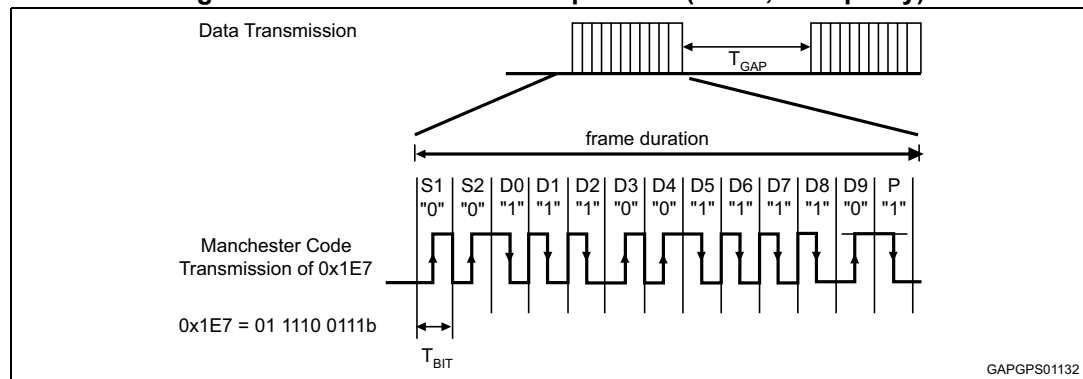 Data Transmission
T_GAP
frame duration
S1 S2 D0 D1 D2 D3 D4 D5 D6 D7 D8 D9 P
"0" "0" "1" "1" "1" "0" "0" "1" "1" "1" "1" "0" "1"
Manchester Code
Transmission of 0x1E7
0x1E7 = 01 1110 0111b
T_BIT
GAPGPS01132